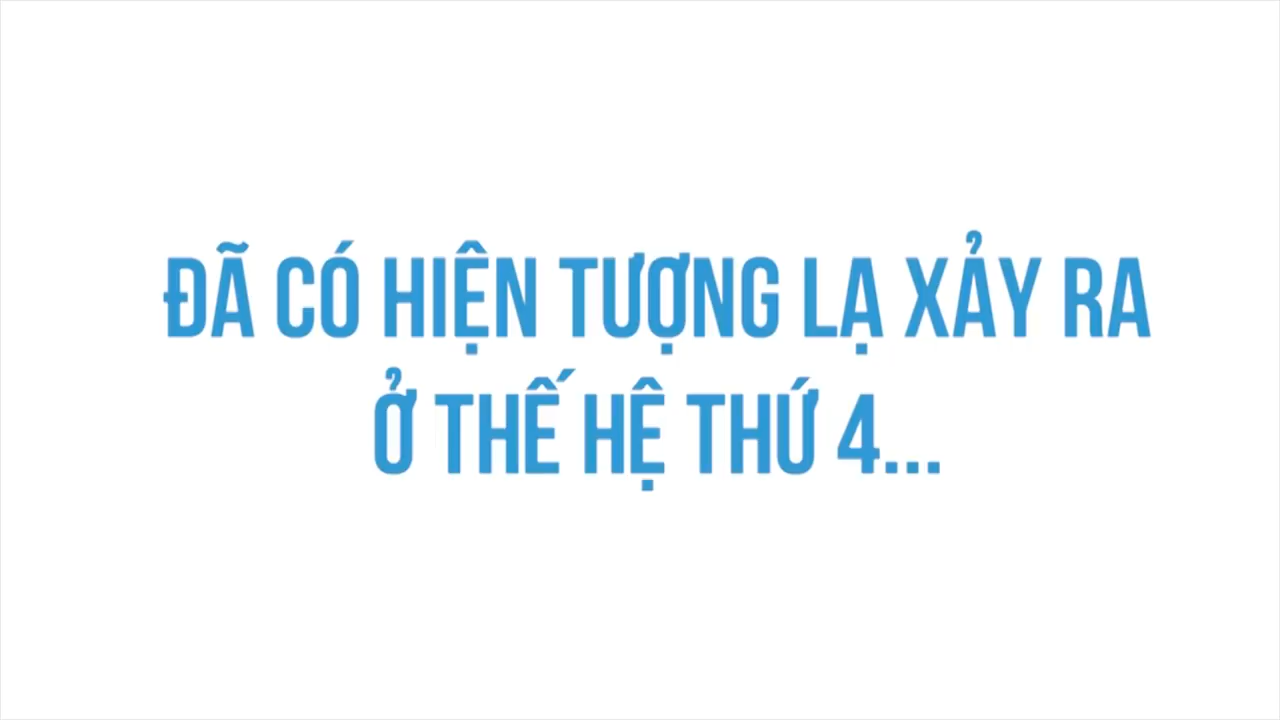 ĐÃ CÓ HIỆN TƯỢNG LẠ XẢY RA
Ở THẾ HỆ THỨ 4...